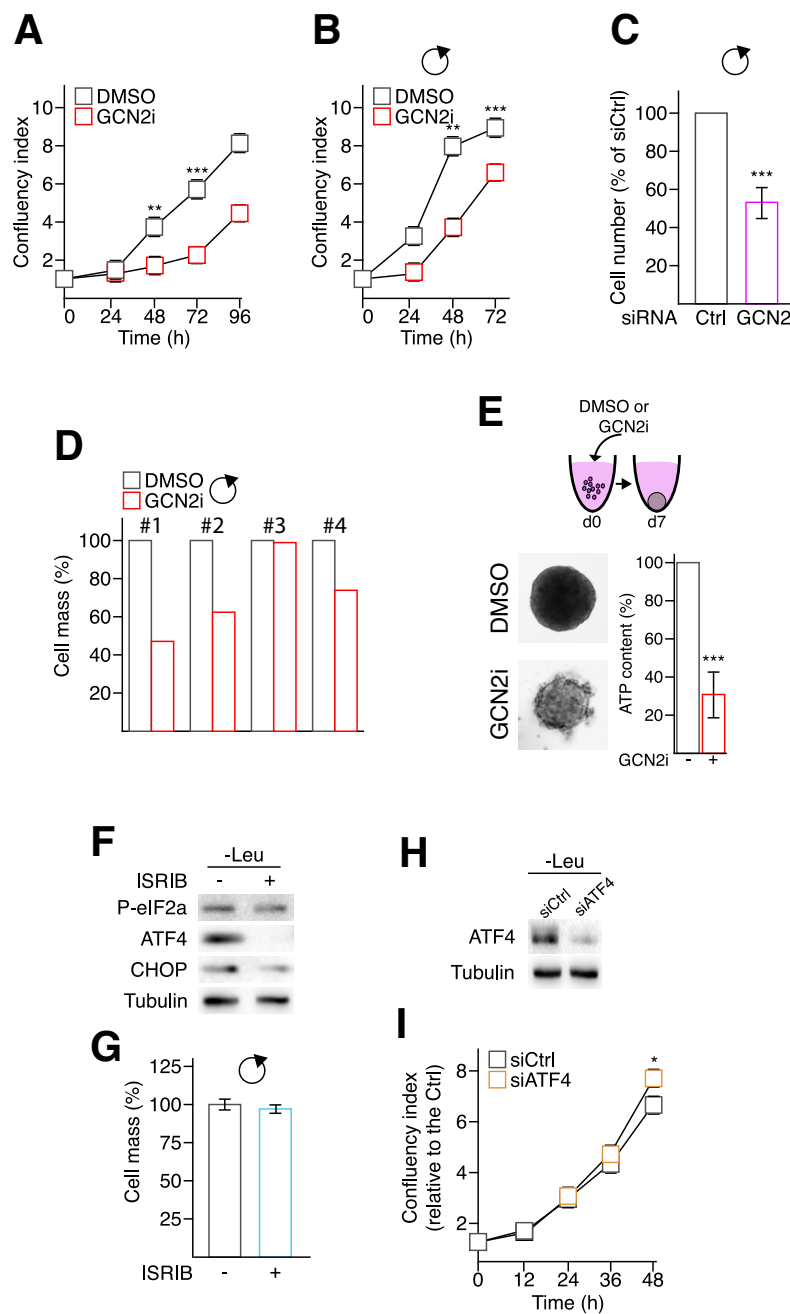 A
DMSO
GCN2i
Confluency index
10
8
6
4
2
**
***
0 24 48 72 96
Time (h)
B
DMSO
GCN2i
Confluency index
10
8
6
4
2
**
***
0 24 48 72
Time (h)
C
Cell number (% of siCtrl)
100
80
60
40
20
***
siRNA Ctrl GCN2
D
DMSO
GCN2i
#1 #2 #3 #4
Cell mass (%)
100
80
60
40
20
E
DMSO or
GCN2i
d0 d7
DMSO
GCN2i
ATP content (%)
100
80
60
40
20
***
GCN2i - +
F
-Leu
ISRIB - +
P-eIF2a
ATF4
CHOP
Tubulin
G
Cell mass (%)
125
100
75
25
ISRIB - +
H
-Leu
siCtrl siATF4
ATF4
Tubulin
I
siCtrl
siATF4
Confluency index
(relative to the Ctrl)
8
6
4
2
*
0 12 24 36 48
Time (h)